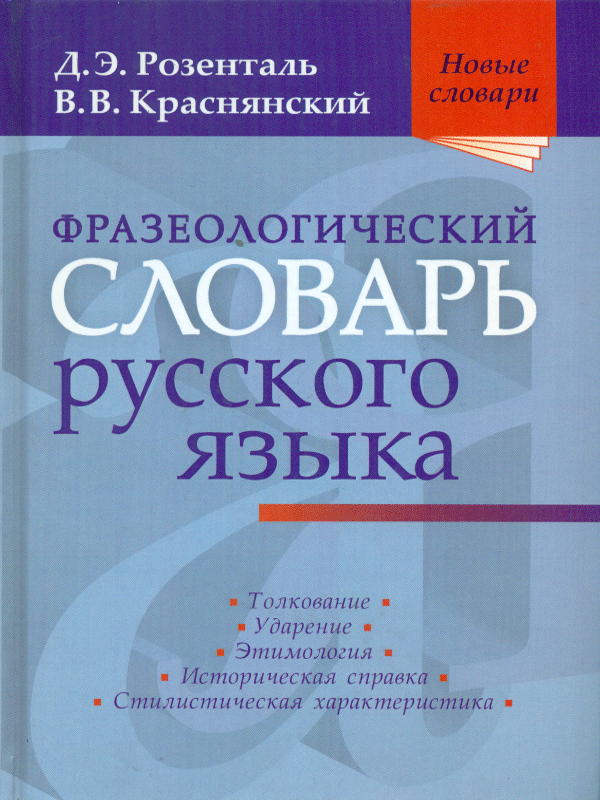 Д.Э. Розенталь
В.В. Краснянский
Новые
словари
ФРАЗЕОЛОГИЧЕСКИЙ
СЛОВАРЬ
русского
языка
▪ Толкование ▪
▪ Ударение ▪
▪ Этимология ▪
▪ Историческая справка ▪
▪ Стилистическая характеристика ▪